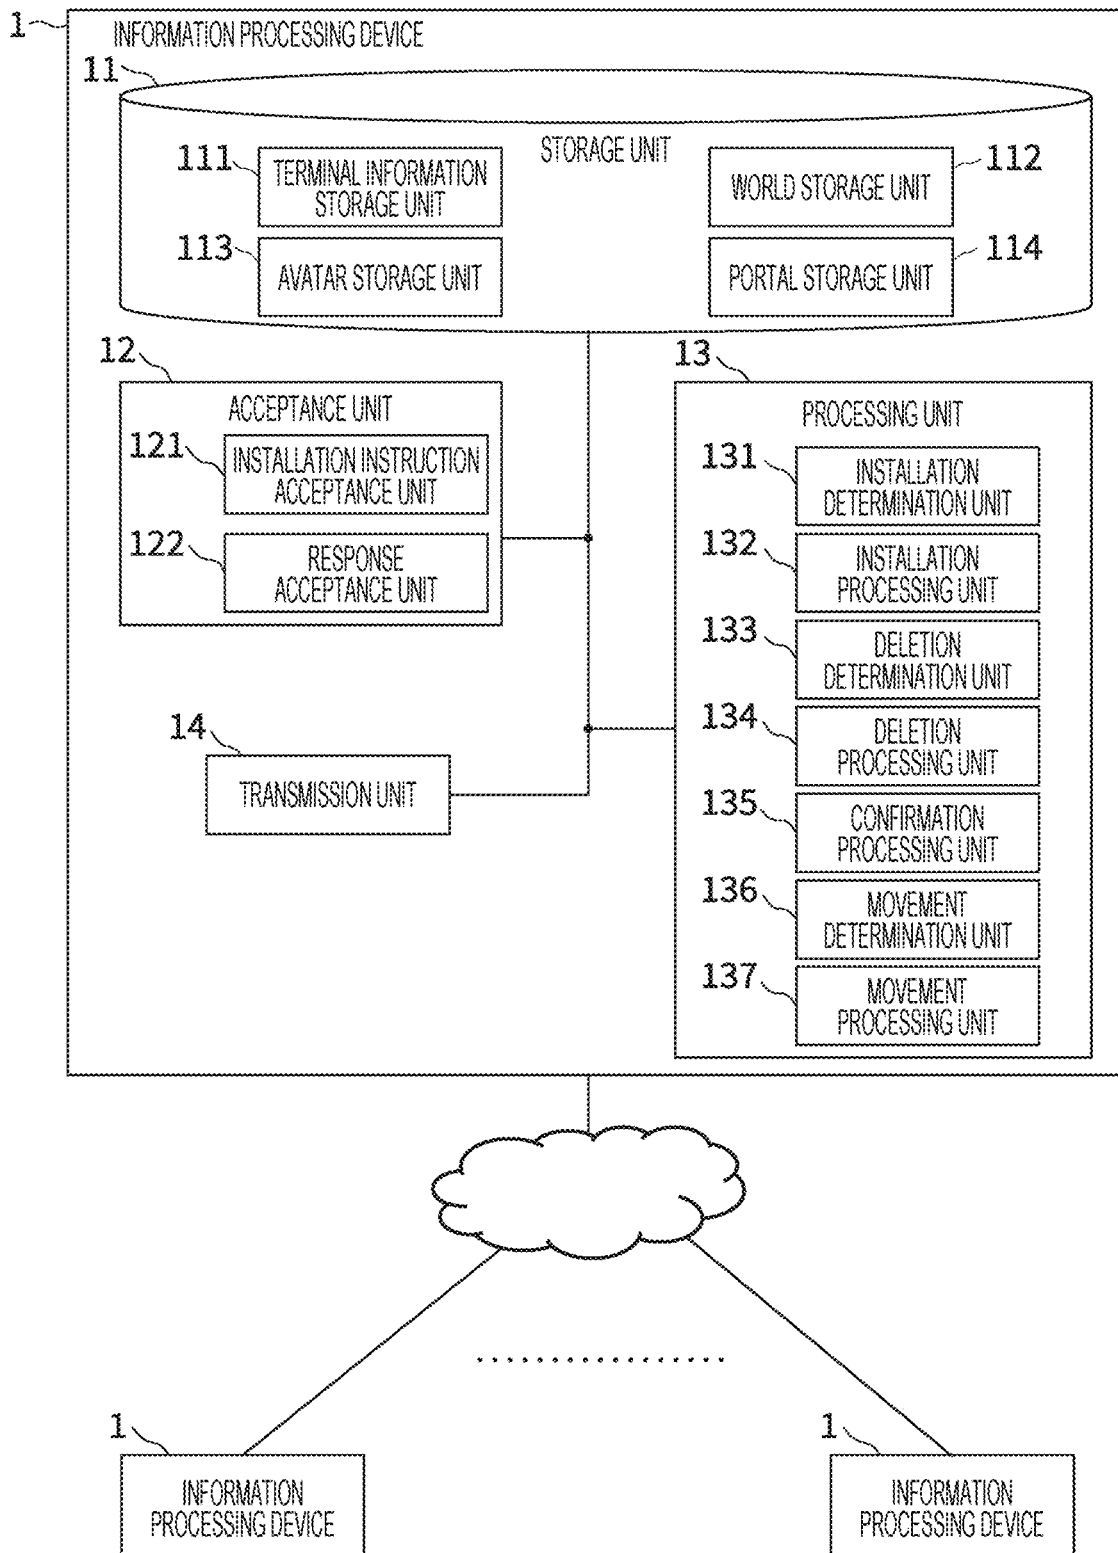 1
INFORMATION PROCESSING DEVICE
11
STORAGE UNIT
111
TERMINAL INFORMATION
STORAGE UNIT
112
WORLD STORAGE UNIT
113
AVATAR STORAGE UNIT
114
PORTAL STORAGE UNIT
12
ACCEPTANCE UNIT
121
INSTALLATION INSTRUCTION
ACCEPTANCE UNIT
122
RESPONSE
ACCEPTANCE UNIT
13
PROCESSING UNIT
131
INSTALLATION
DETERMINATION UNIT
132
INSTALLATION
PROCESSING UNIT
133
DELETION
DETERMINATION UNIT
134
DELETION
PROCESSING UNIT
135
CONFIRMATION
PROCESSING UNIT
136
MOVEMENT
DETERMINATION UNIT
137
MOVEMENT
PROCESSING UNIT
14
TRANSMISSION UNIT
1
INFORMATION
PROCESSING DEVICE
1
INFORMATION
PROCESSING DEVICE